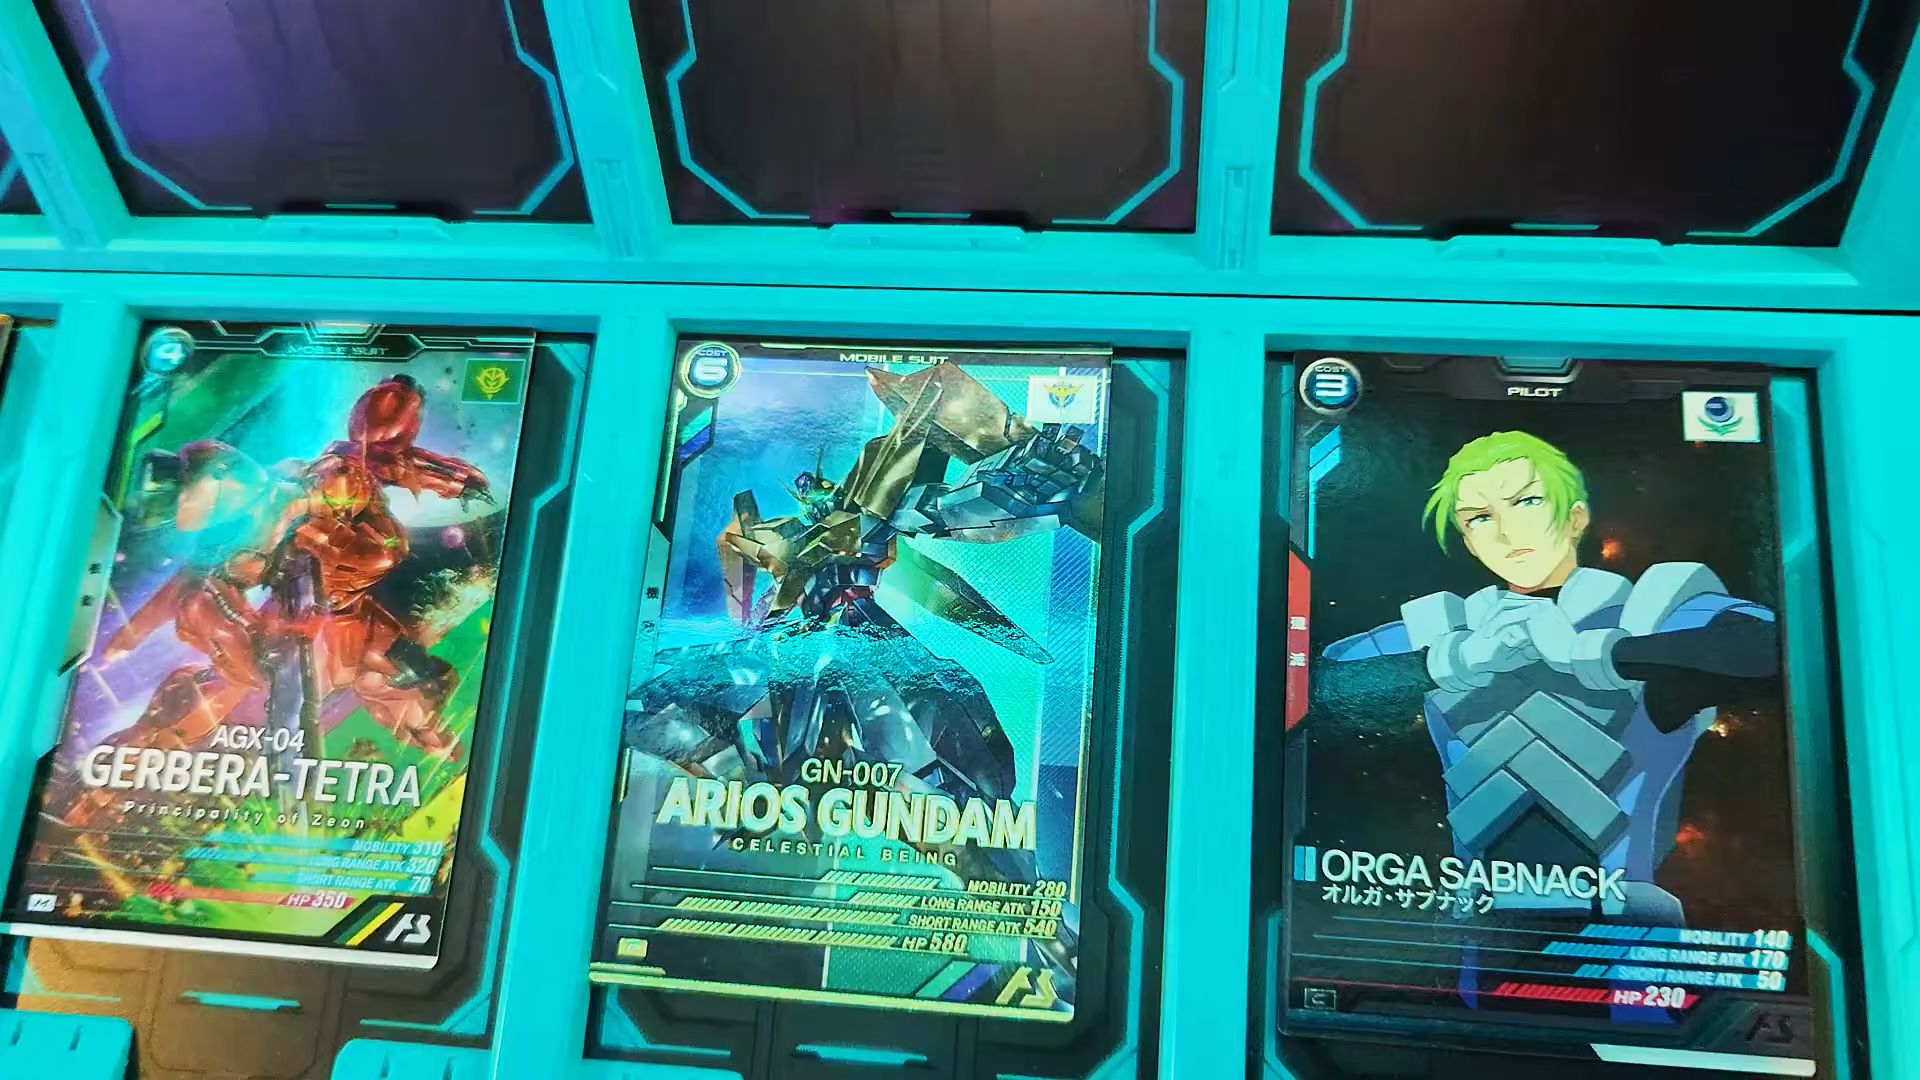 4
MOBILE SUIT
AGX-04
GERBERA-TETRA
Principality of Zeon
MOBILITY 310
LONG RANGE ATK 320
SHORT RANGE ATK 70
HP 350
M
FS
COST
6
MOBILE SUIT
GN-007
ARIOS GUNDAM
CELESTIAL BEING
MOBILITY 280
LONG RANGE ATK 150
SHORT RANGE ATK 540
HP 580
FS
COST
3
PILOT
ORGA SABNACK
オルガ・サブナック
MOBILITY 140
LONG RANGE ATK 170
SHORT RANGE ATK 50
HP 230
C
FS